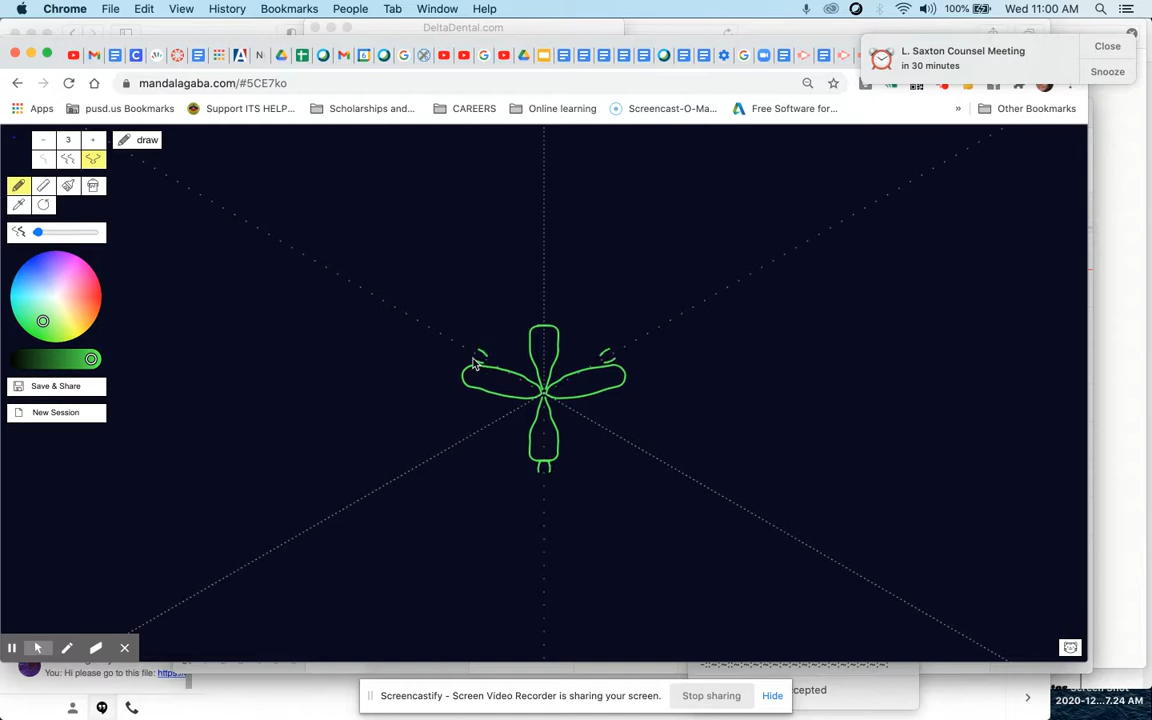 Chrome File Edit View History Bookmarks People Tab Window Help 100% Wed 11:00 AM
DeltaDental.com
L. Saxton Counsel Meeting
in 30 minutes
Close
Snooze
mandalagaba.com/#5CE7ko
Apps pusd.us Bookmarks Support ITS HELP... Scholarships and... CAREERS Online learning Screencast-O-Ma... Free Software for... » Other Bookmarks
- 3 + draw
Save & Share
New Session
You: Hi please go to this file: https:
Screencastify - Screen Video Recorder is sharing your screen. Stop sharing Hide
ccepted
2020-12...7.24 AM